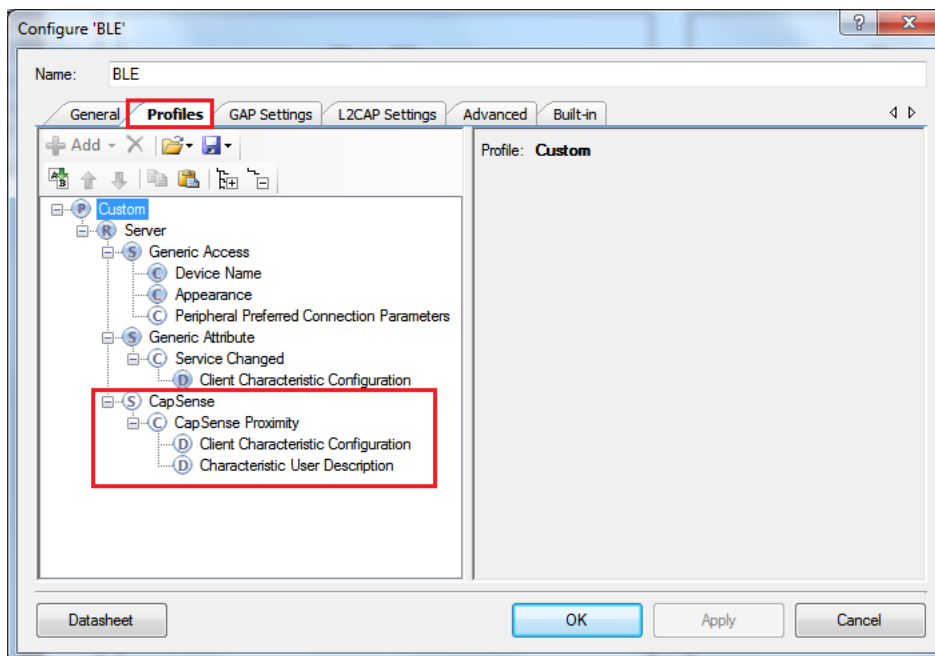 Configure 'BLE'
Name: BLE
General Profiles GAP Settings L2CAP Settings Advanced Built-in
Add
Profile: Custom
P Custom
R Server
S Generic Access
C Device Name
C Appearance
C Peripheral Preferred Connection Parameters
S Generic Attribute
C Service Changed
D Client Characteristic Configuration
S CapSense
C CapSense Proximity
D Client Characteristic Configuration
D Characteristic User Description
Datasheet OK Apply Cancel